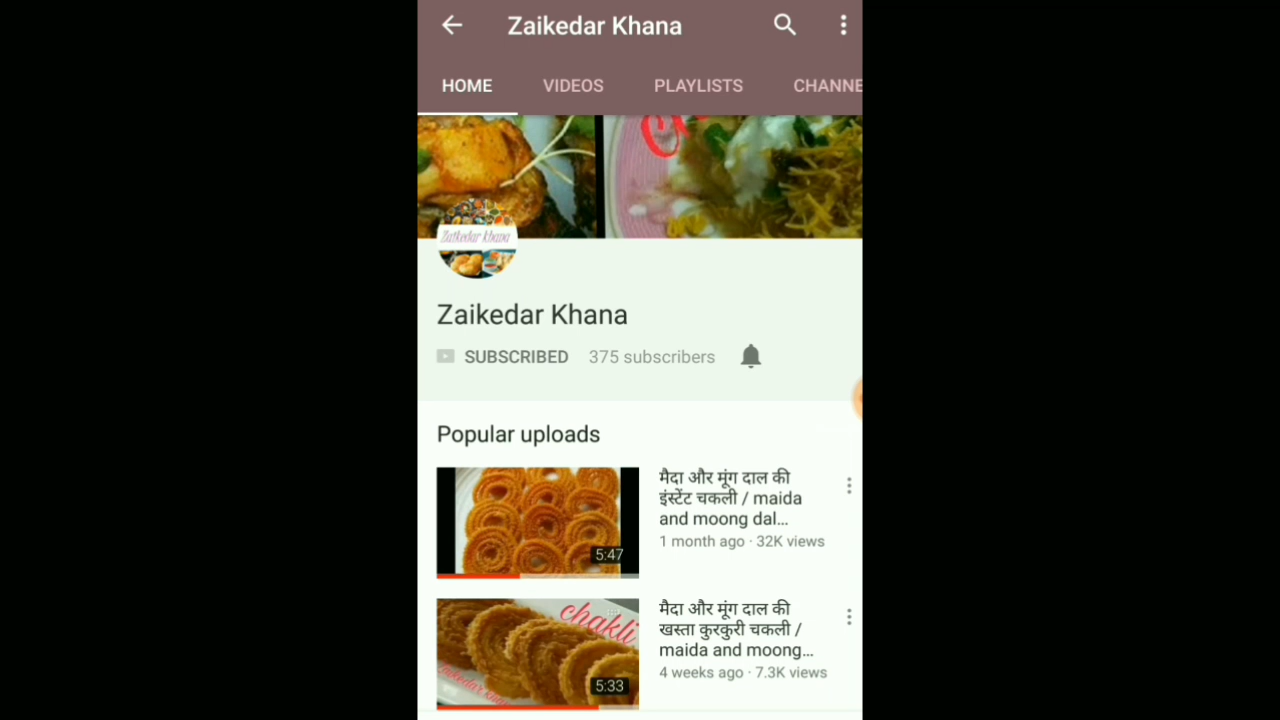 Zaikedar Khana
HOME VIDEOS PLAYLISTS CHANNE
Zaikedar khana
Zaikedar Khana
SUBSCRIBED 375 subscribers
Popular uploads
मैदा और मूंग दाल की
इंस्टेंट चकली / maida
and moong dal...
1 month ago · 32K views
5:47
मैदा और मूंग दाल की
खस्ता कुरकुरी चकली /
maida and moong...
4 weeks ago · 7.3K views
chakli
5:33